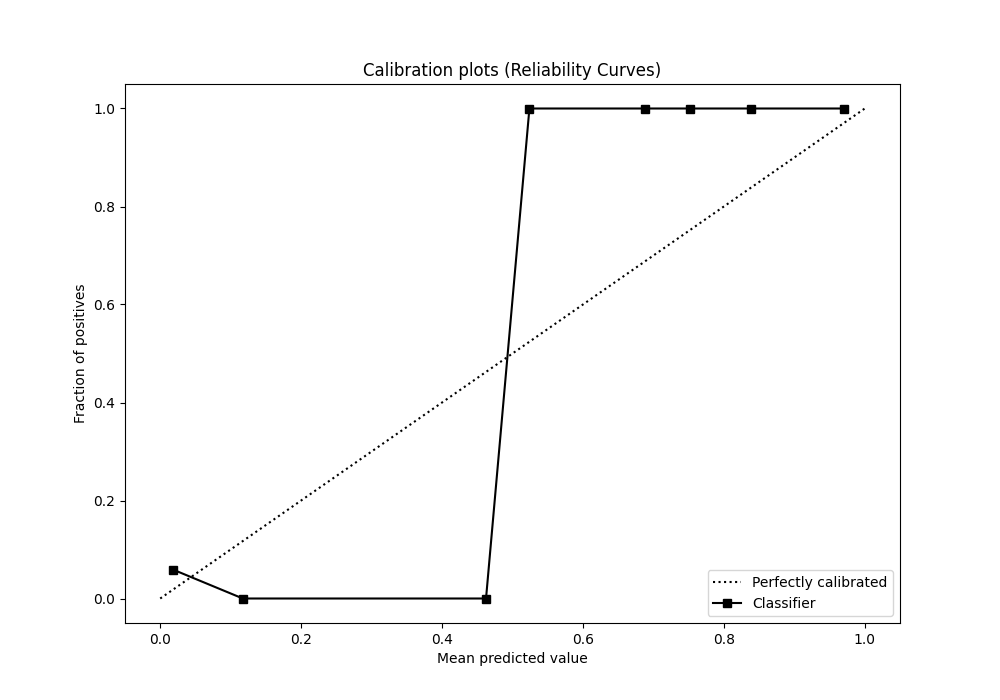 Calibration plots (Reliability Curves)
Fraction of positives
1.0
0.8
0.6
0.4
0.2
0.0
0.0 0.2 0.4 0.6 0.8 1.0
Mean predicted value
Perfectly calibrated
Classifier